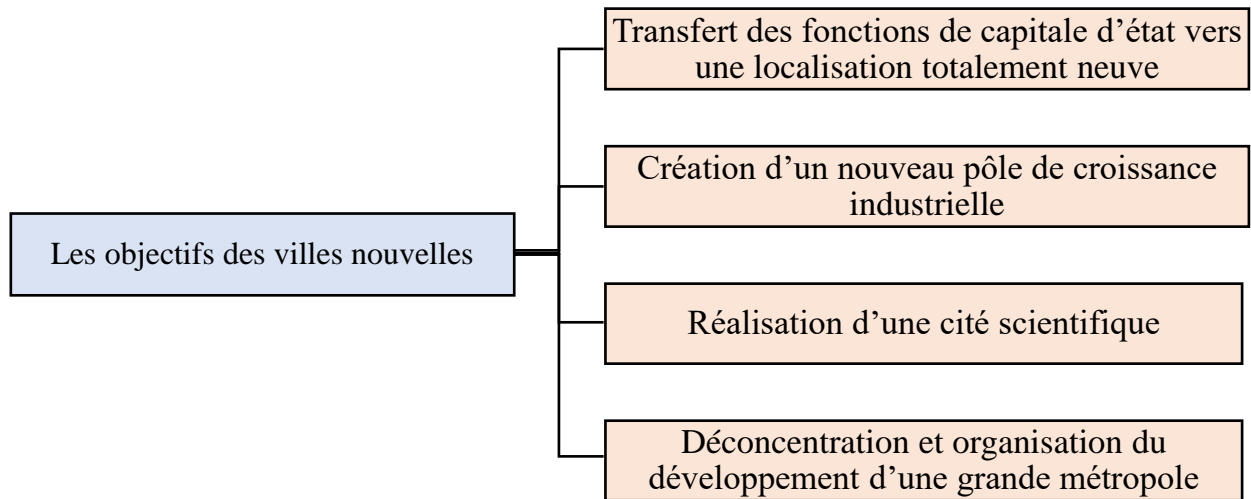 Transfert des fonctions de capitale d’état vers
une localisation totalement neuve
Création d’un nouveau pôle de croissance
industrielle
Les objectifs des villes nouvelles
Réalisation d’une cité scientifique
Déconcentration et organisation du
développement d’une grande métropole